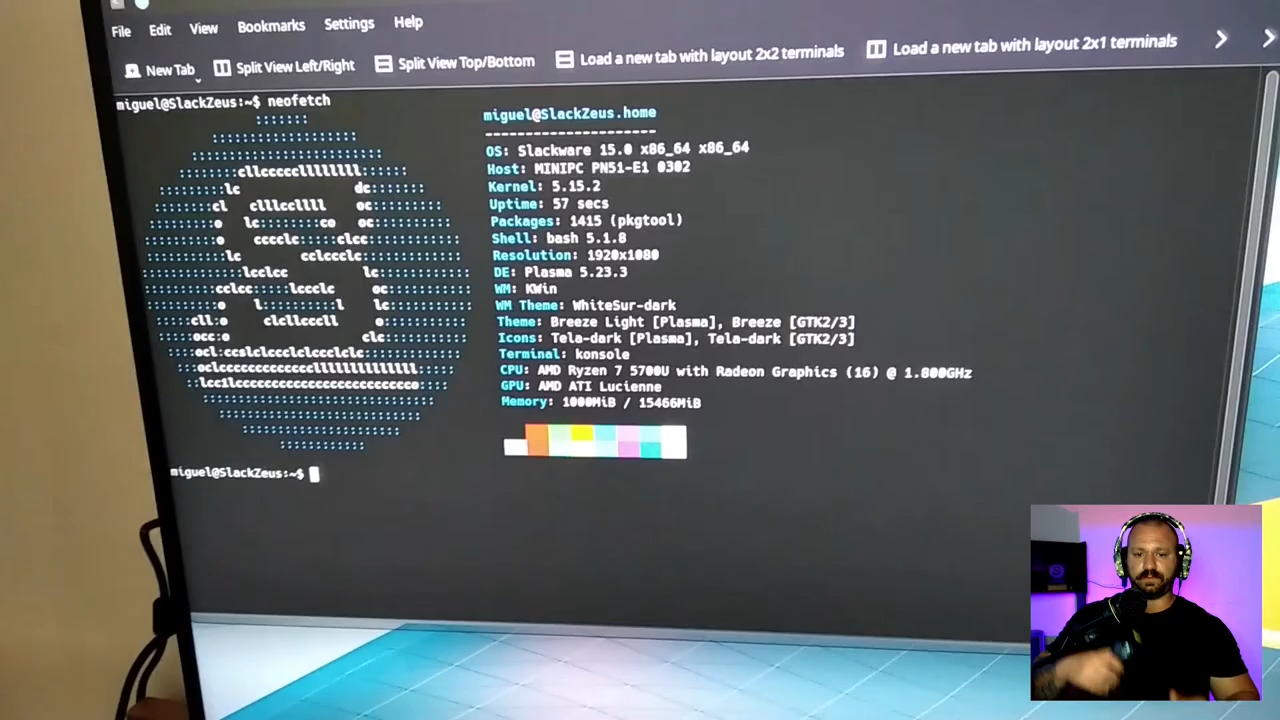 File Edit View Bookmarks Settings Help
New Tab Split View Left/Right Split View Top/Bottom Load a new tab with layout 2x2 terminals Load a new tab with layout 2x1 terminals
miguel@SlackZeus:~$ neofetch
miguel@SlackZeus.home
---------------------
OS: Slackware 15.0 x86_64 x86_64
Host: MINIPC PN51-E1 0302
Kernel: 5.15.2
Uptime: 57 secs
Packages: 1415 (pkgtool)
Shell: bash 5.1.8
Resolution: 1920x1080
DE: Plasma 5.23.3
WM: KWin
WM Theme: WhiteSur-dark
Theme: Breeze Light [Plasma], Breeze [GTK2/3]
Icons: Tela-dark [Plasma], Tela-dark [GTK2/3]
Terminal: konsole
CPU: AMD Ryzen 7 5700U with Radeon Graphics (16) @ 1.800GHz
GPU: AMD ATI Lucienne
Memory: 1000MiB / 15466MiB
miguel@SlackZeus:~$